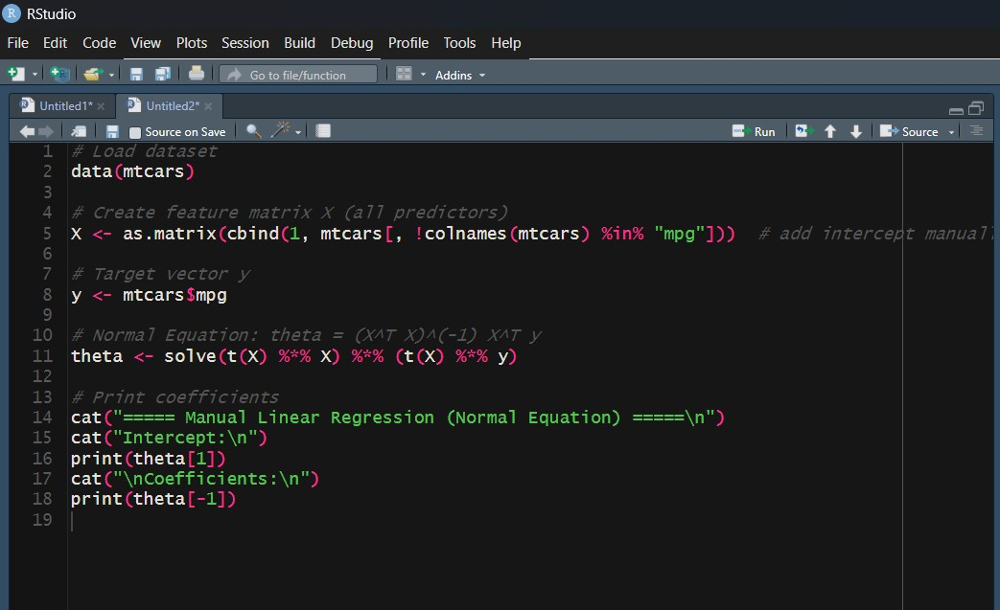 RStudio
File Edit Code View Plots Session Build Debug Profile Tools Help
Go to file/function Addins
Untitled1* Untitled2*
Source on Save Run Source
1 # Load dataset
2 data(mtcars)
3
4 # Create feature matrix X (all predictors)
5 X <- as.matrix(cbind(1, mtcars[, !colnames(mtcars) %in% "mpg"])) # add intercept manuall
6
7 # Target vector y
8 y <- mtcars$mpg
9
10 # Normal Equation: theta = (X^T X)^(-1) X^T y
11 theta <- solve(t(X) %*% X) %*% (t(X) %*% y)
12
13 # Print coefficients
14 cat("===== Manual Linear Regression (Normal Equation) =====\n")
15 cat("Intercept:\n")
16 print(theta[1])
17 cat("\nCoefficients:\n")
18 print(theta[-1])
19